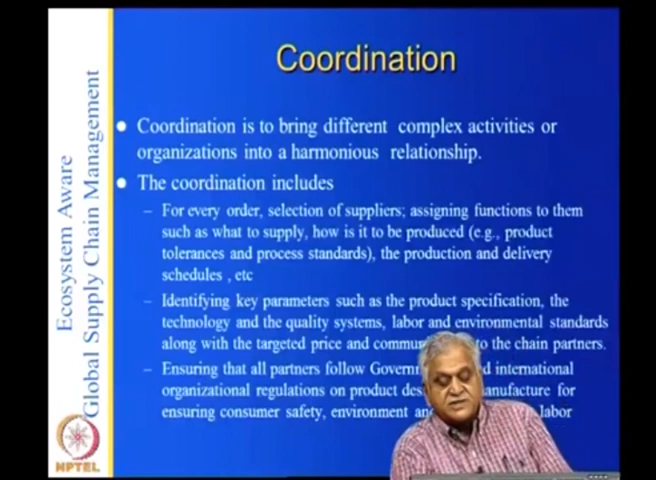 Coordination
Ecosystem Aware
Global Supply Chain Management
• Coordination is to bring different complex activities or
organizations into a harmonious relationship.
• The coordination includes
– For every order, selection of suppliers; assigning functions to them
such as what to supply, how is it to be produced (e.g., product
tolerances and process standards), the production and delivery
schedules , etc
– Identifying key parameters such as the product specification, the
technology and the quality systems, labor and environmental standards
along with the targeted price and to the chain partners.
– Ensuring that all partners follow international
organizational regulations on product for
ensuring consumer safety, environment labor
NPTEL